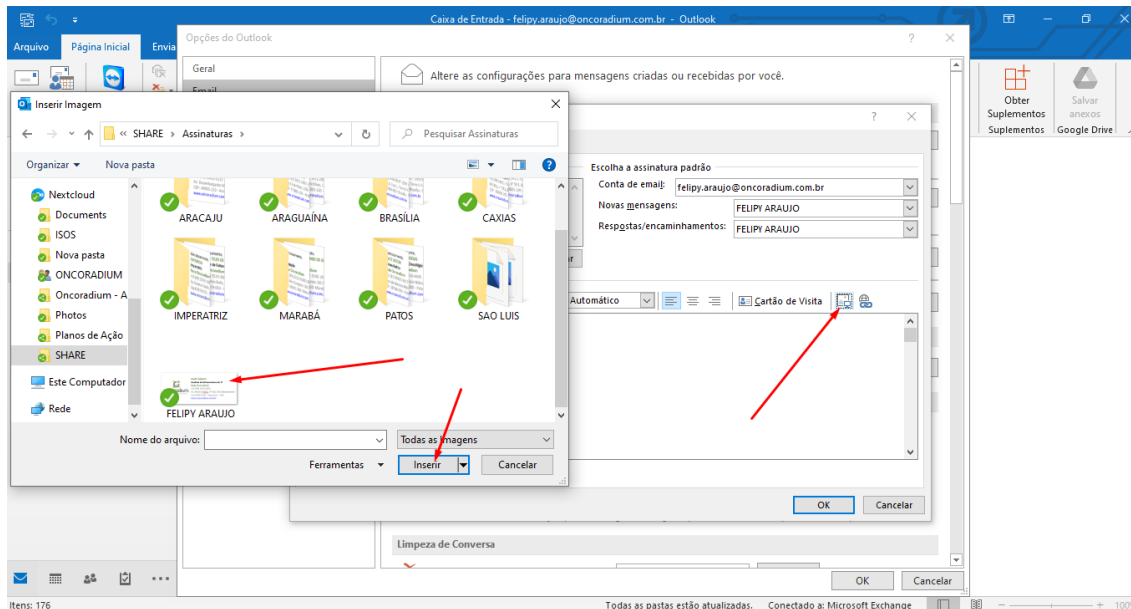 Caixa de Entrada - felipy.araujo@oncoradium.com.br - Outlook
Arquivo
Página Inicial
Envia
Obter Suplementos
Salvar anexos
Suplementos
Google Drive
Opções do Outlook
Geral
Email
Altere as configurações para mensagens criadas ou recebidas por você.
Inserir Imagem
« SHARE › Assinaturas ›
Pesquisar Assinaturas
Organizar
Nova pasta
Nextcloud
Documents
ISOS
Nova pasta
ONCORADIUM
Oncoradium - A
Photos
Planos de Ação
SHARE
Este Computador
Rede
ARACAJU
ARAGUAÍNA
BRASÍLIA
CAXIAS
IMPERATRIZ
MARABÁ
PATOS
SAO LUIS
FELIPY ARAUJO
Nome do arquivo:
Todas as Imagens
Ferramentas
Inserir
Cancelar
Escolha a assinatura padrão
Conta de email: felipy.araujo@oncoradium.com.br
Novas mensagens: FELIPY ARAUJO
Respostas/encaminhamentos: FELIPY ARAUJO
Automático
Cartão de Visita
OK
Cancelar
Limpeza de Conversa
OK
Cancelar
Itens: 176
Todas as pastas estão atualizadas.
Conectado a: Microsoft Exchange